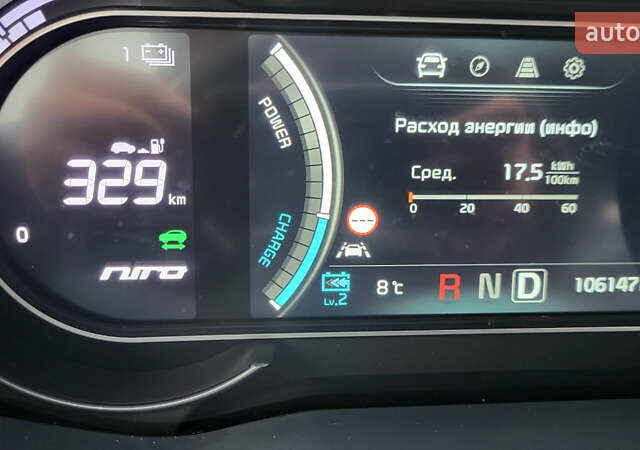 auto
1
POWER
Расход энергии (инфо)
Сред. 17.5 kWh/100km
0 20 40 60
329 km
0
CHARGE
NIRO
Lv.2
8°c R N D 106147